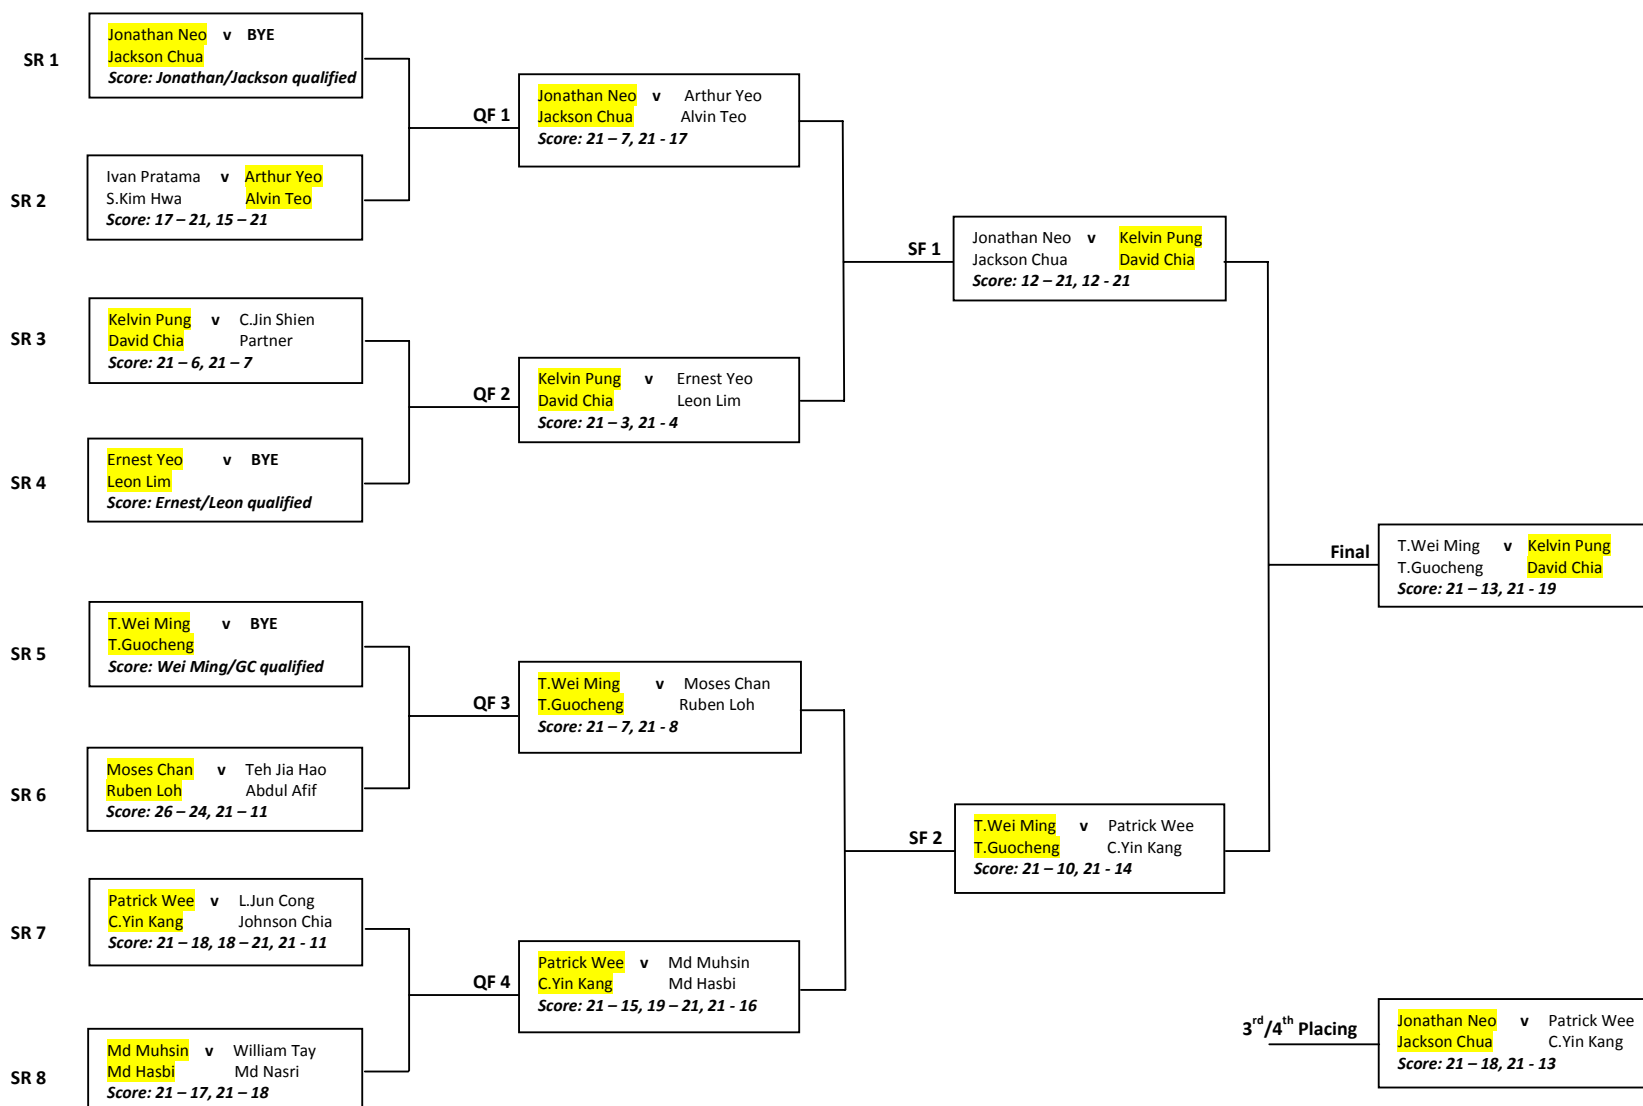 SR 1
Jonathan Neo v BYE
Jackson Chua
Score: Jonathan/Jackson qualified
SR 2
Ivan Pratama v Arthur Yeo
S.Kim Hwa Alvin Teo
Score: 17 – 21, 15 – 21
SR 3
Kelvin Pung v C.Jin Shien
David Chia Partner
Score: 21 – 6, 21 – 7
SR 4
Ernest Yeo v BYE
Leon Lim
Score: Ernest/Leon qualified
SR 5
T.Wei Ming v BYE
T.Guocheng
Score: Wei Ming/GC qualified
SR 6
Moses Chan v Teh Jia Hao
Ruben Loh Abdul Afif
Score: 26 – 24, 21 – 11
SR 7
Patrick Wee v L.Jun Cong
C.Yin Kang Johnson Chia
Score: 21 – 18, 18 – 21, 21 - 11
SR 8
Md Muhsin v William Tay
Md Hasbi Md Nasri
Score: 21 – 17, 21 – 18
QF 1
Jonathan Neo v Arthur Yeo
Jackson Chua Alvin Teo
Score: 21 – 7, 21 - 17
QF 2
Kelvin Pung v Ernest Yeo
David Chia Leon Lim
Score: 21 – 3, 21 - 4
QF 3
T.Wei Ming v Moses Chan
T.Guocheng Ruben Loh
Score: 21 – 7, 21 - 8
QF 4
Patrick Wee v Md Muhsin
C.Yin Kang Md Hasbi
Score: 21 – 15, 19 – 21, 21 - 16
SF 1
Jonathan Neo v Kelvin Pung
Jackson Chua David Chia
Score: 12 – 21, 12 - 21
SF 2
T.Wei Ming v Patrick Wee
T.Guocheng C.Yin Kang
Score: 21 – 10, 21 - 14
Final
T.Wei Ming v Kelvin Pung
T.Guocheng David Chia
Score: 21 – 13, 21 - 19
3rd/4th Placing
Jonathan Neo v Patrick Wee
Jackson Chua C.Yin Kang
Score: 21 – 18, 21 - 13